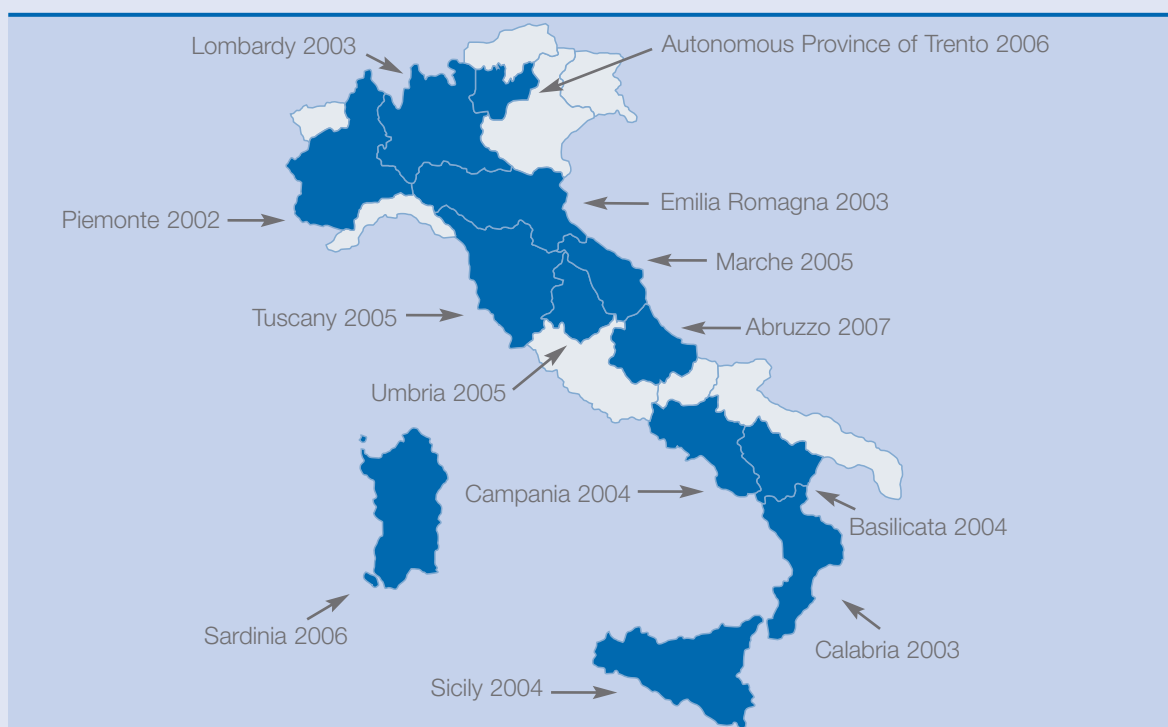 Lombardy 2003
Autonomous Province of Trento 2006
Emilia Romagna 2003
Piemonte 2002
Marche 2005
Tuscany 2005
Abruzzo 2007
Umbria 2005
Campania 2004
Basilicata 2004
Sardinia 2006
Calabria 2003
Sicily 2004